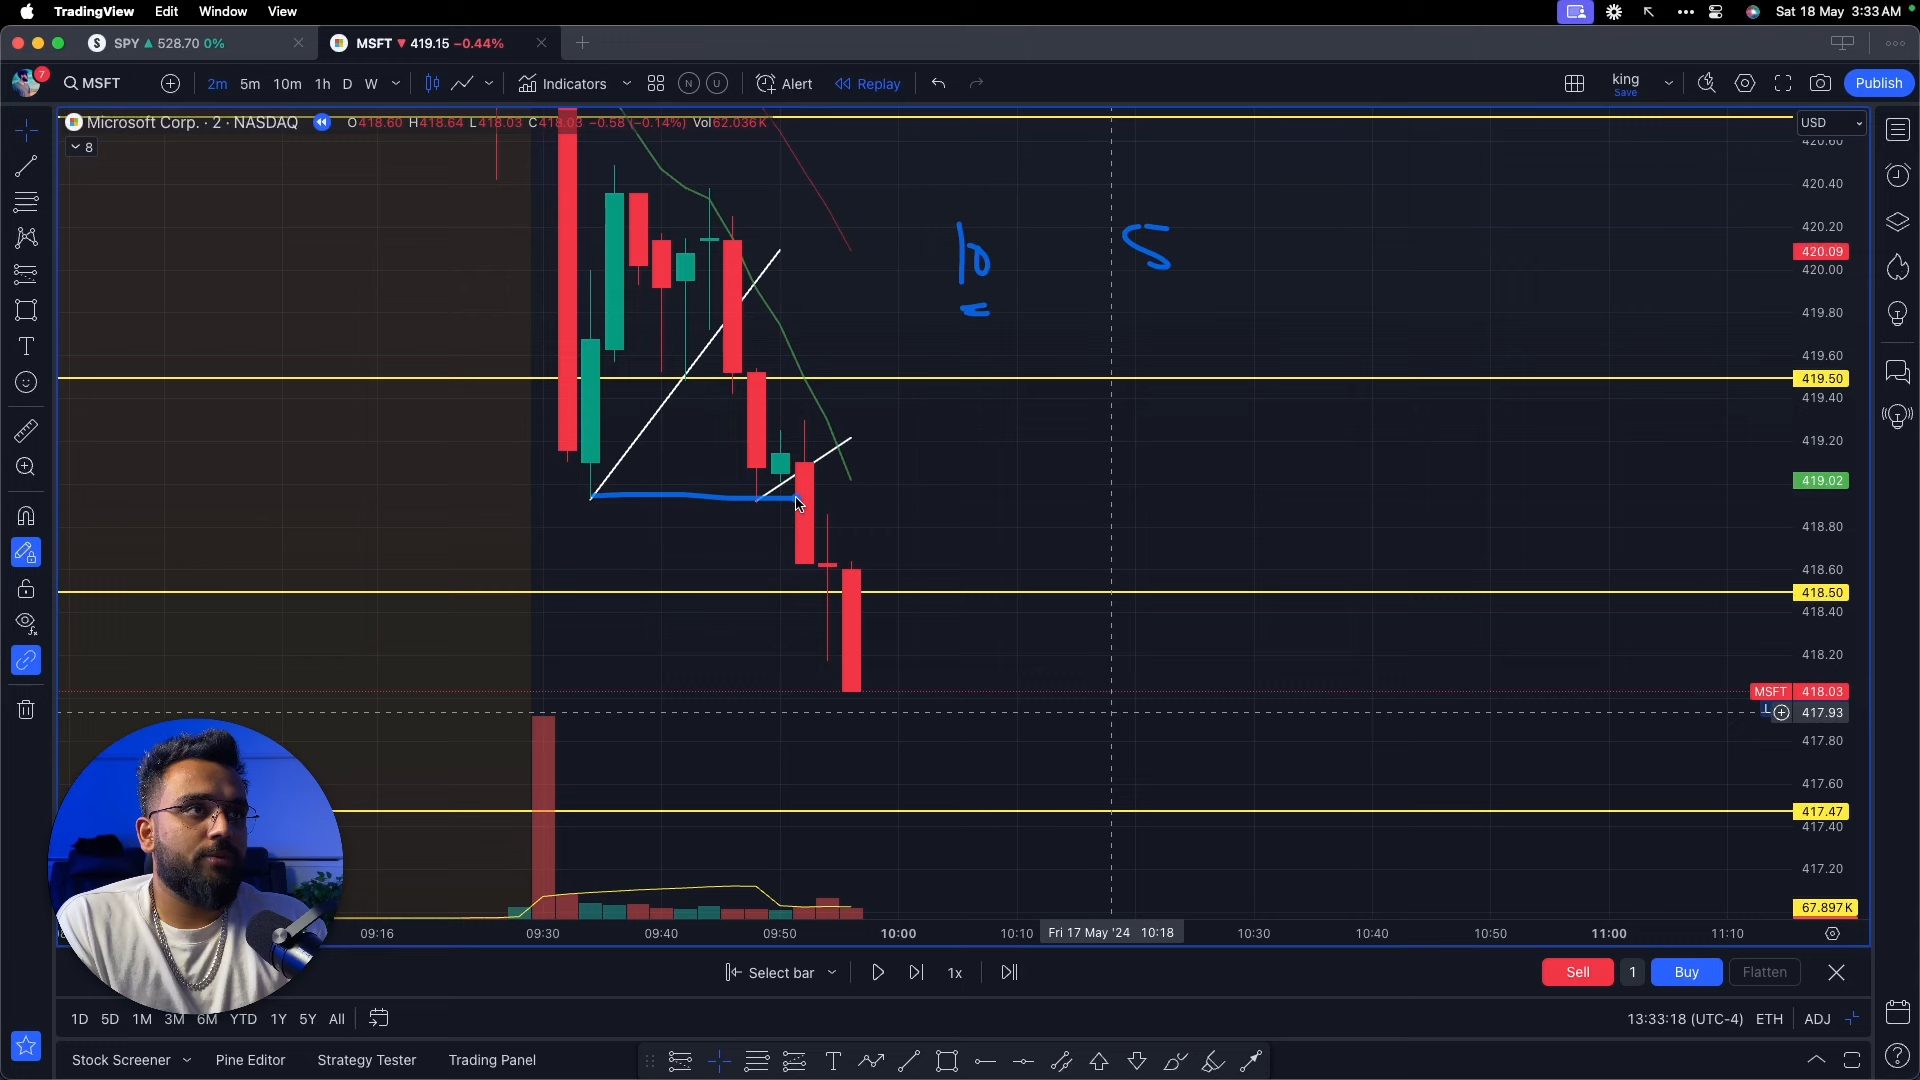 TradingView Edit Window View Sat 18 May 3:33 AM
S SPY 528.70 0% MSFT 419.15 −0.44%
7 MSFT 2m 5m 10m 1h D W Indicators N U Alert Replay king Save Publish
Microsoft Corp. · 2 · NASDAQ O418.60 H418.64 L418.03 C418.03 −0.58 (−0.14%) Vol62.036K USD
8
420.60
420.40
420.20
420.09
420.00
419.80
419.60
419.50
419.40
419.20
419.02
418.80
418.60
418.50
418.40
418.20
MSFT 418.03
L 417.93
417.80
417.60
417.47
417.40
417.20
67.897K
09:16 09:30 09:40 09:50 10:00 10:10 Fri 17 May '24 10:18 10:30 10:40 10:50 11:00 11:10
Select bar 1x Sell 1 Buy Flatten
1D 5D 1M 3M 6M YTD 1Y 5Y All 13:33:18 (UTC-4) ETH ADJ
Stock Screener Pine Editor Strategy Tester Trading Panel